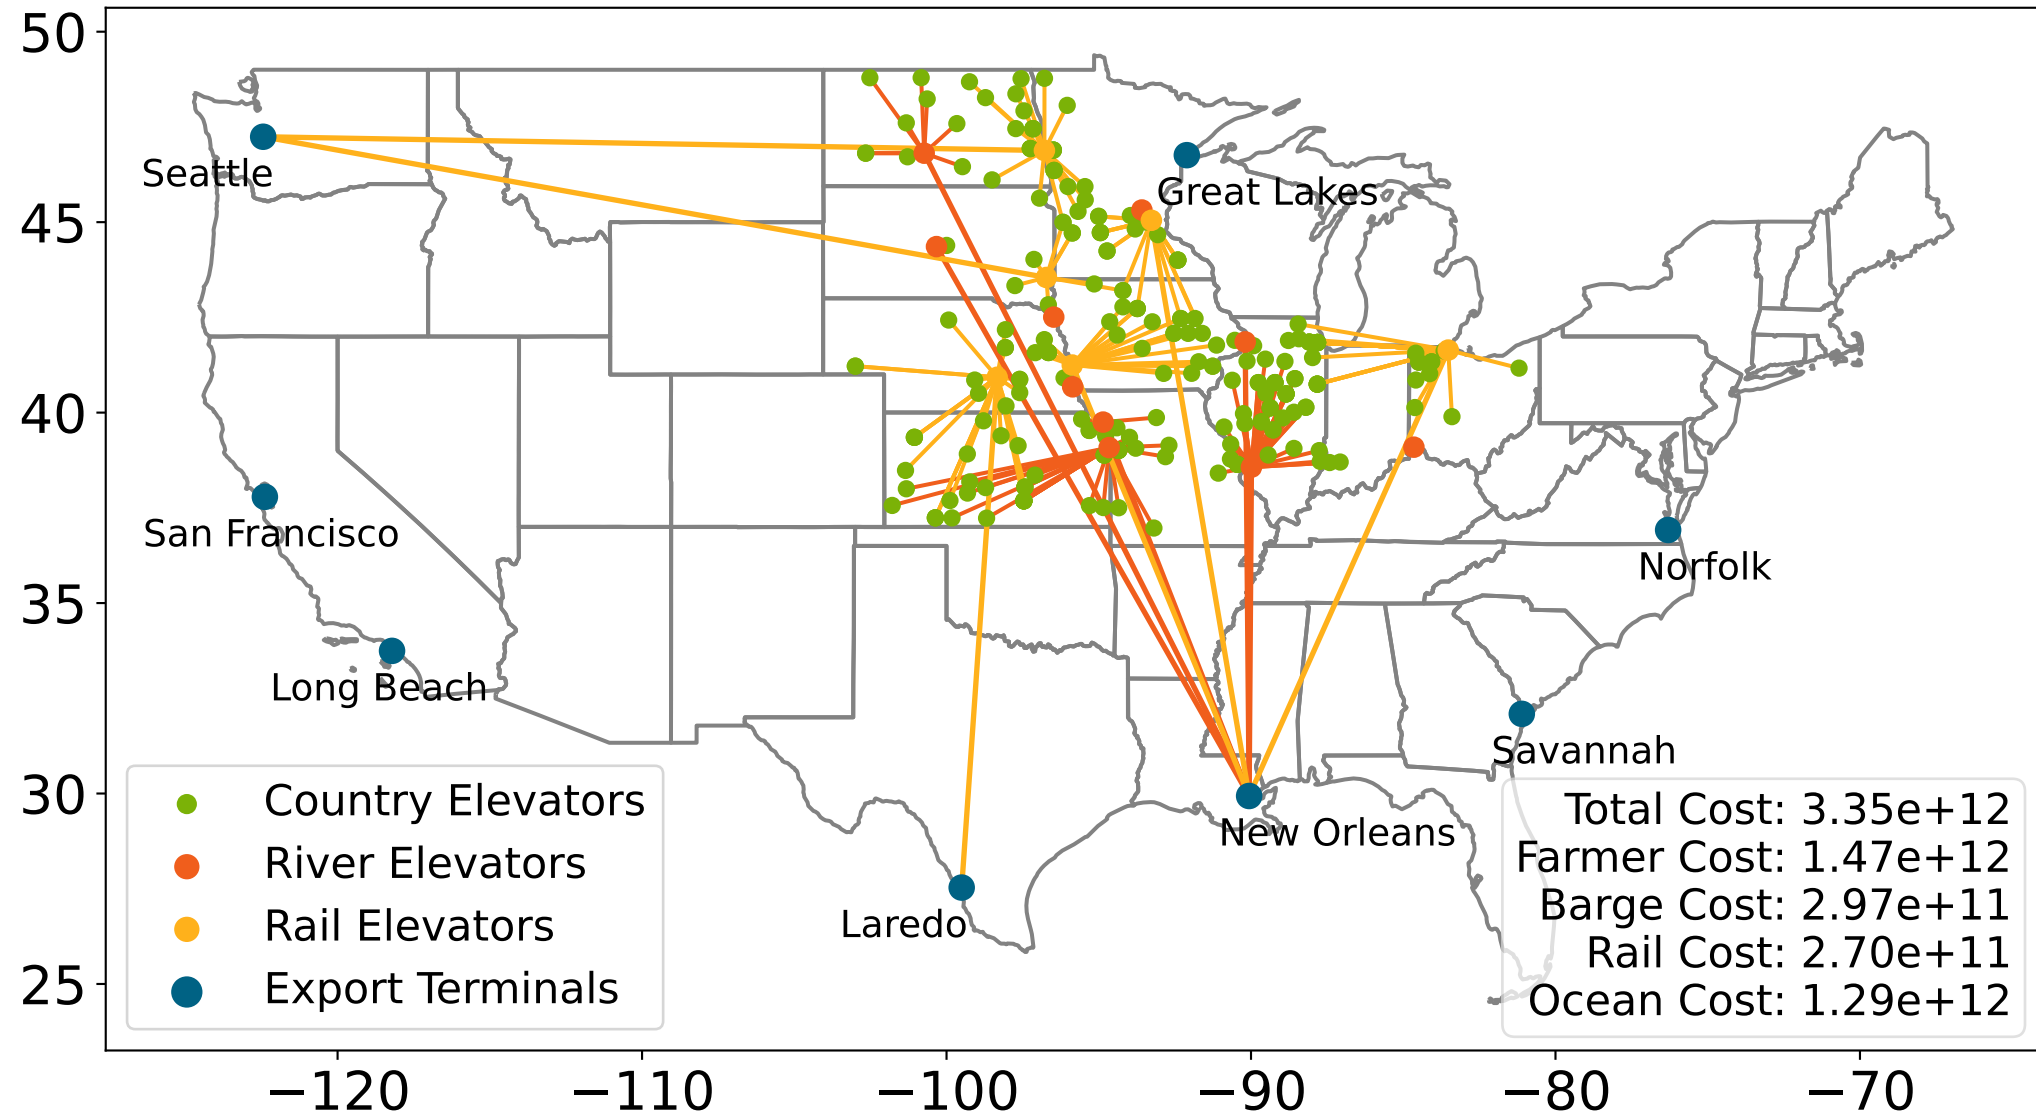 50
45
40
35
30
25
Seattle
Great Lakes
San Francisco
Norfolk
Long Beach
Savannah
New Orleans
Laredo
Country Elevators
River Elevators
Rail Elevators
Export Terminals
Total Cost: 3.35e+12
Farmer Cost: 1.47e+12
Barge Cost: 2.97e+11
Rail Cost: 2.70e+11
Ocean Cost: 1.29e+12
−120 −110 −100 −90 −80 −70